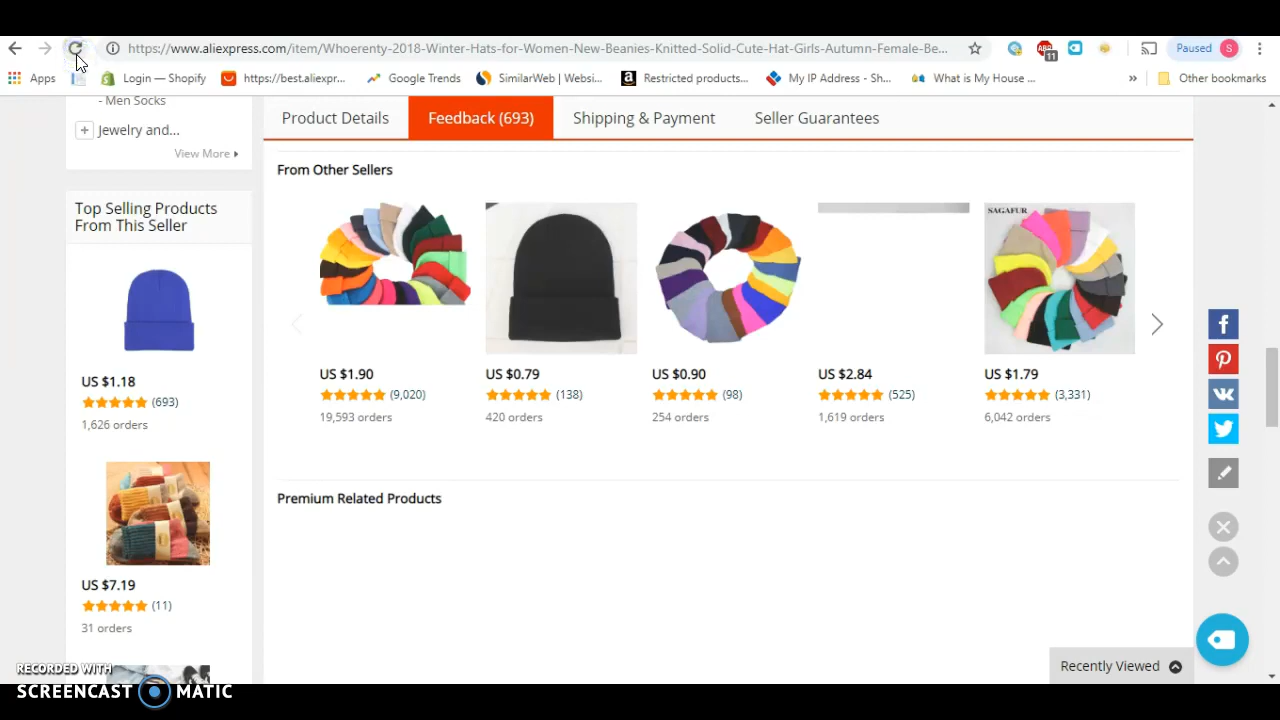 https://www.aliexpress.com/item/Whoerenty-2018-Winter-Hats-for-Women-New-Beanies-Knitted-Solid-Cute-Hat-Girls-Autumn-Female-Be...
ABP
11
Paused
S
Apps
Login — Shopify
https://best.aliexpr...
Google Trends
SimilarWeb | Websi...
a
Restricted products...
My IP Address - Sh...
What is My House ...
»
Other bookmarks
- Men Socks
+ Jewelry and...
View More
Top Selling Products
From This Seller
US $1.18
(693)
1,626 orders
US $7.19
(11)
31 orders
Product Details
Feedback (693)
Shipping & Payment
Seller Guarantees
From Other Sellers
SAGAFUR
US $1.90
(9,020)
19,593 orders
US $0.79
(138)
420 orders
US $0.90
(98)
254 orders
US $2.84
(525)
1,619 orders
US $1.79
(3,331)
6,042 orders
Premium Related Products
Recently Viewed
RECORDED WITH
SCREENCAST MATIC